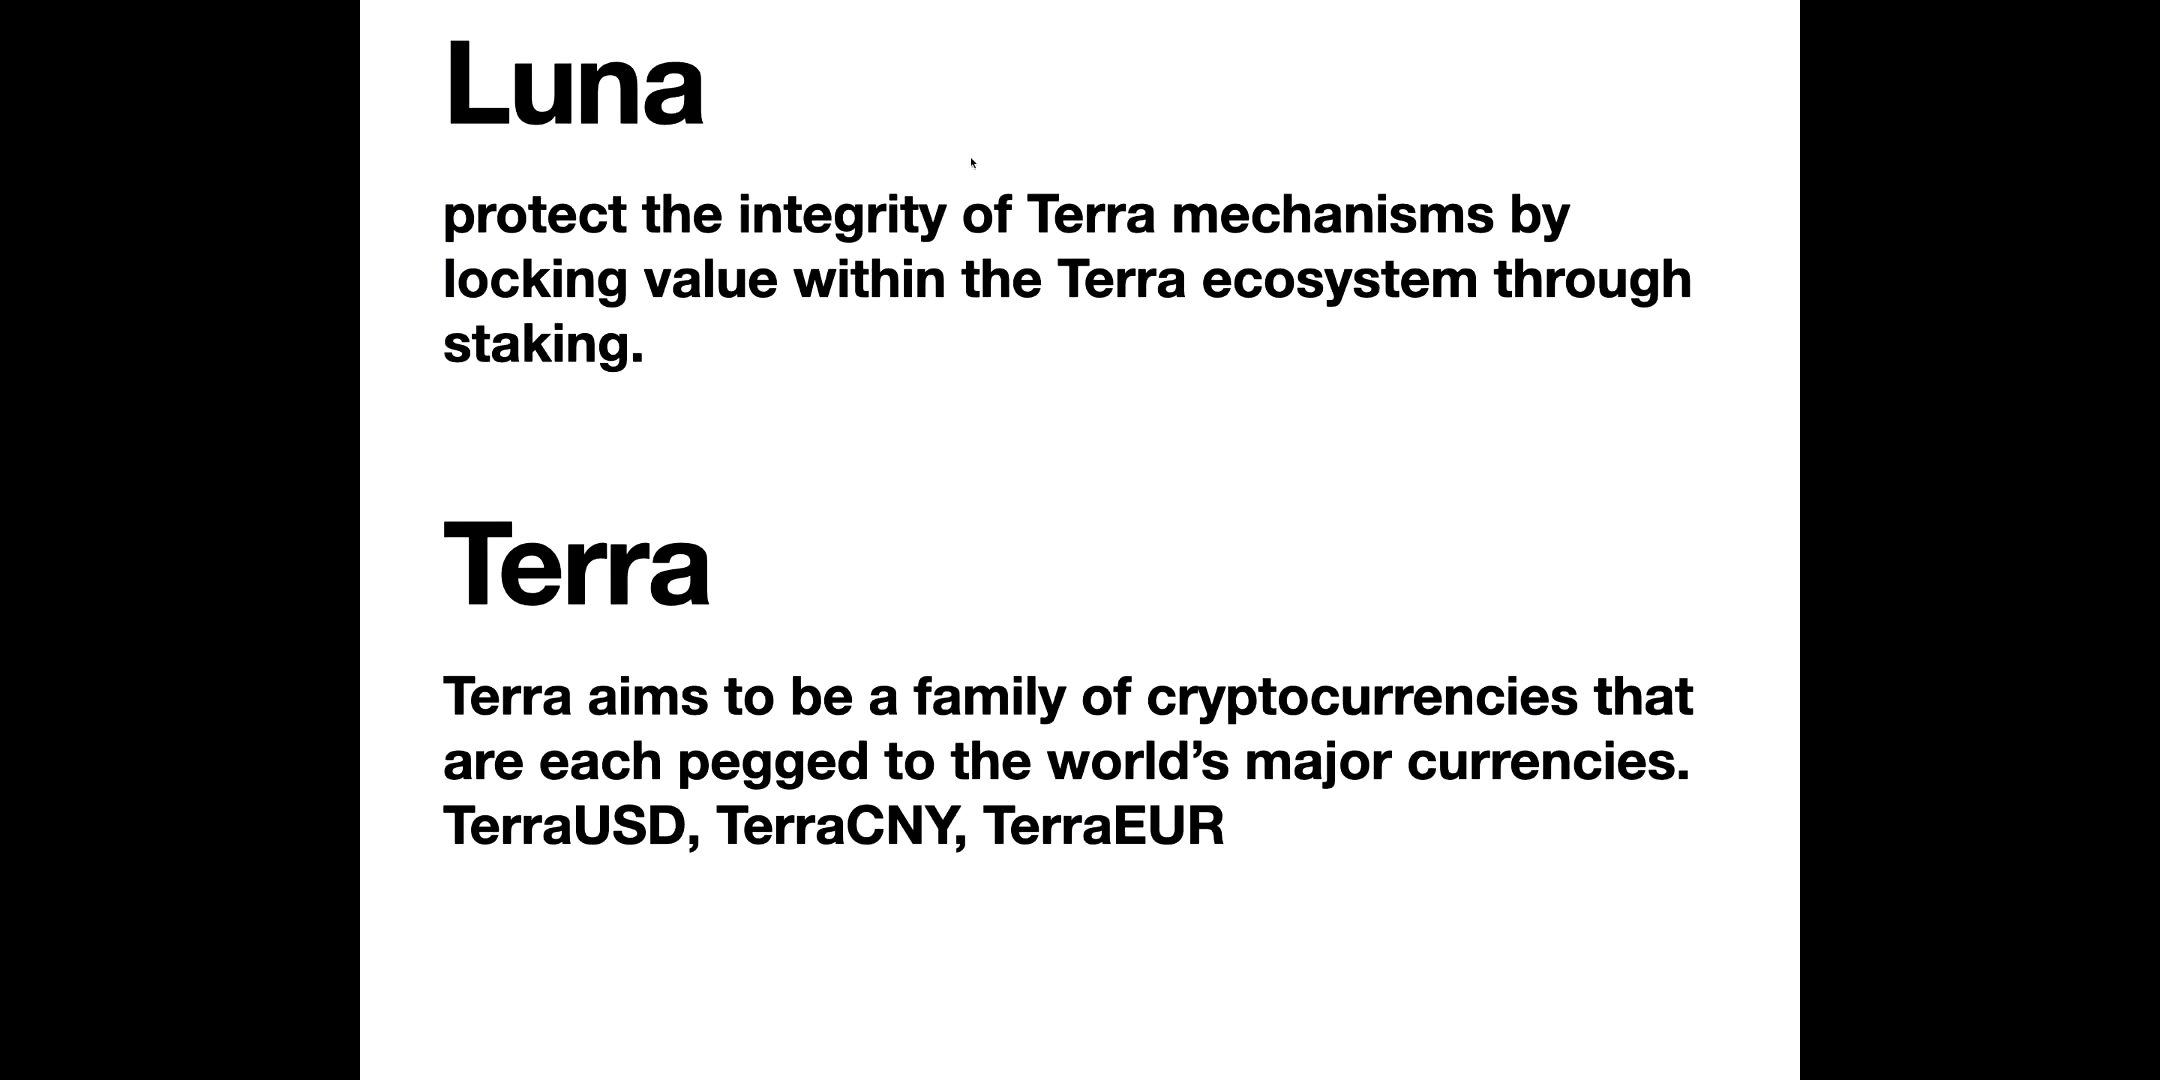 Luna
protect the integrity of Terra mechanisms by
locking value within the Terra ecosystem through
staking.
Terra
Terra aims to be a family of cryptocurrencies that
are each pegged to the world’s major currencies.
TerraUSD, TerraCNY, TerraEUR